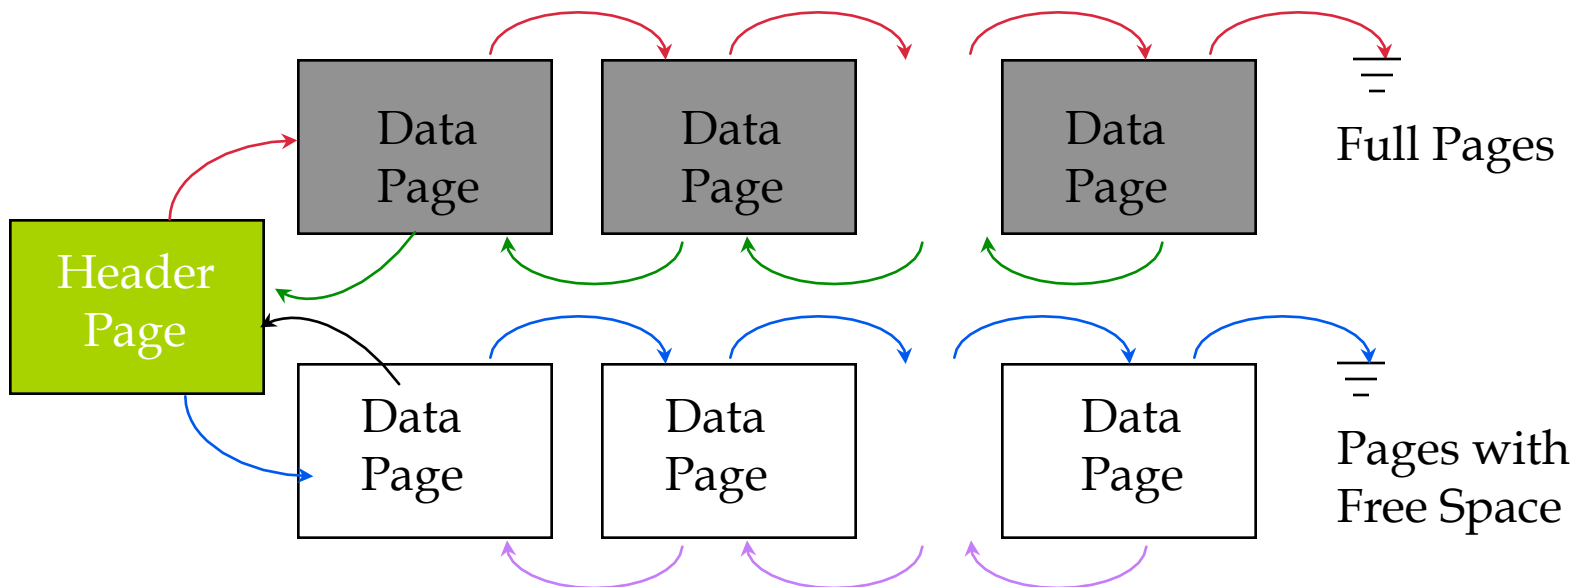 Data
Page
Data
Page
Data
Page
Full Pages
Header
Page
Data
Page
Data
Page
Data
Page
Pages with
Free Space